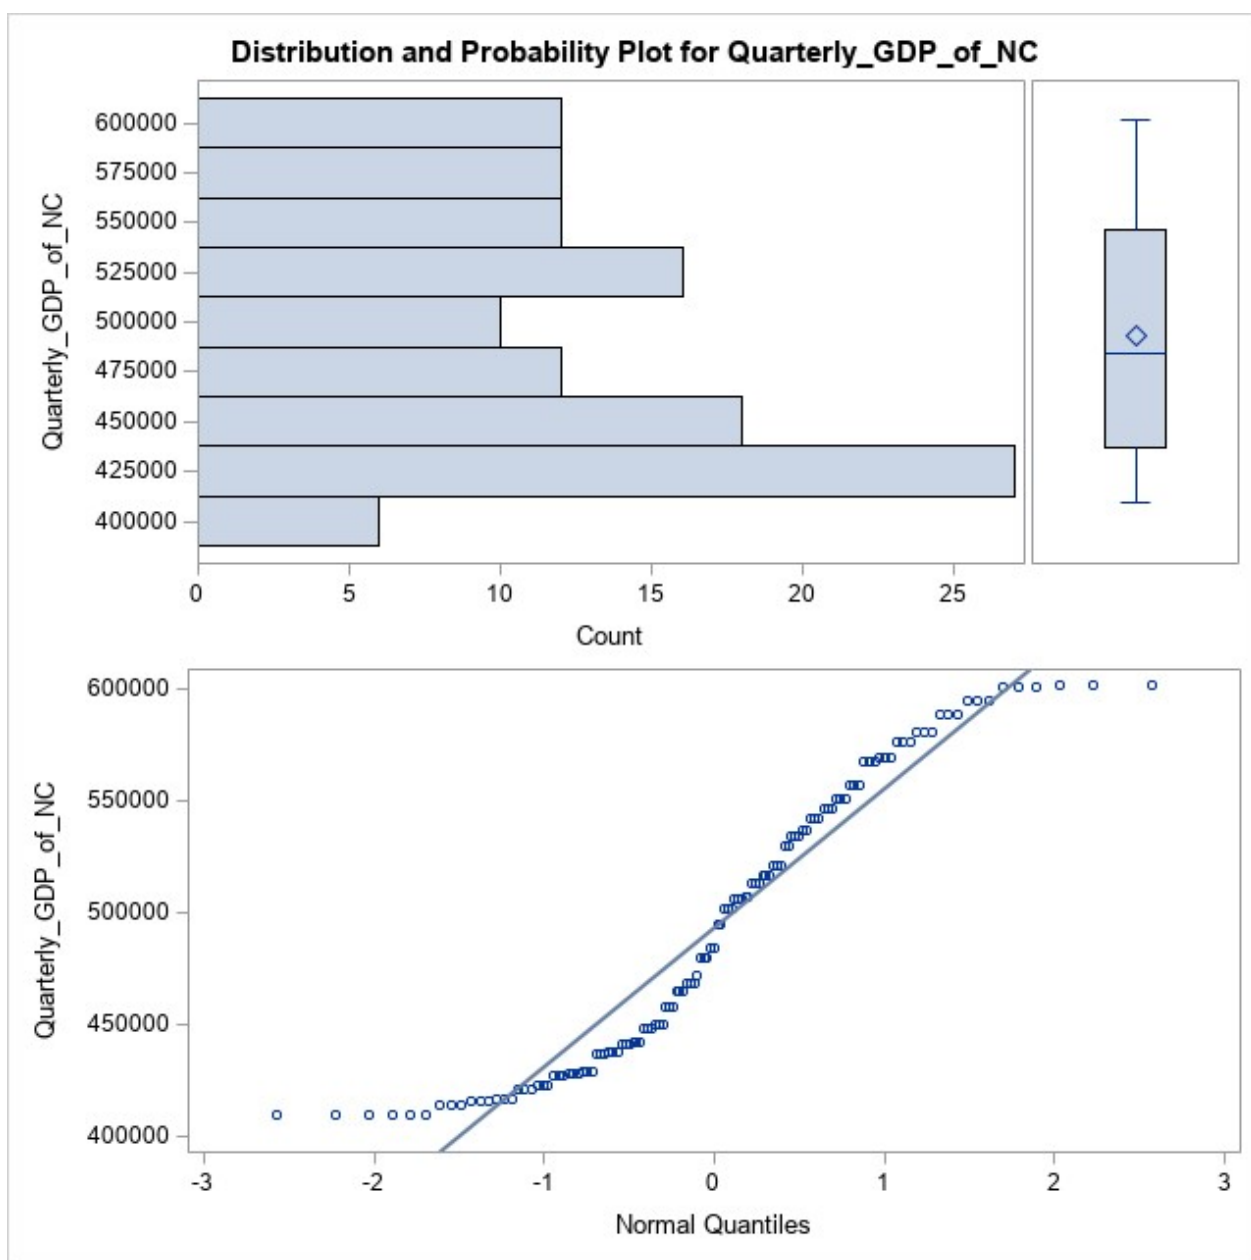 Distribution and Probability Plot for Quarterly_GDP_of_NC
Quarterly_GDP_of_NC
600000
575000
550000
525000
500000
475000
450000
425000
400000
0 5 10 15 20 25
Count
Quarterly_GDP_of_NC
600000
550000
500000
450000
400000
-3 -2 -1 0 1 2 3
Normal Quantiles